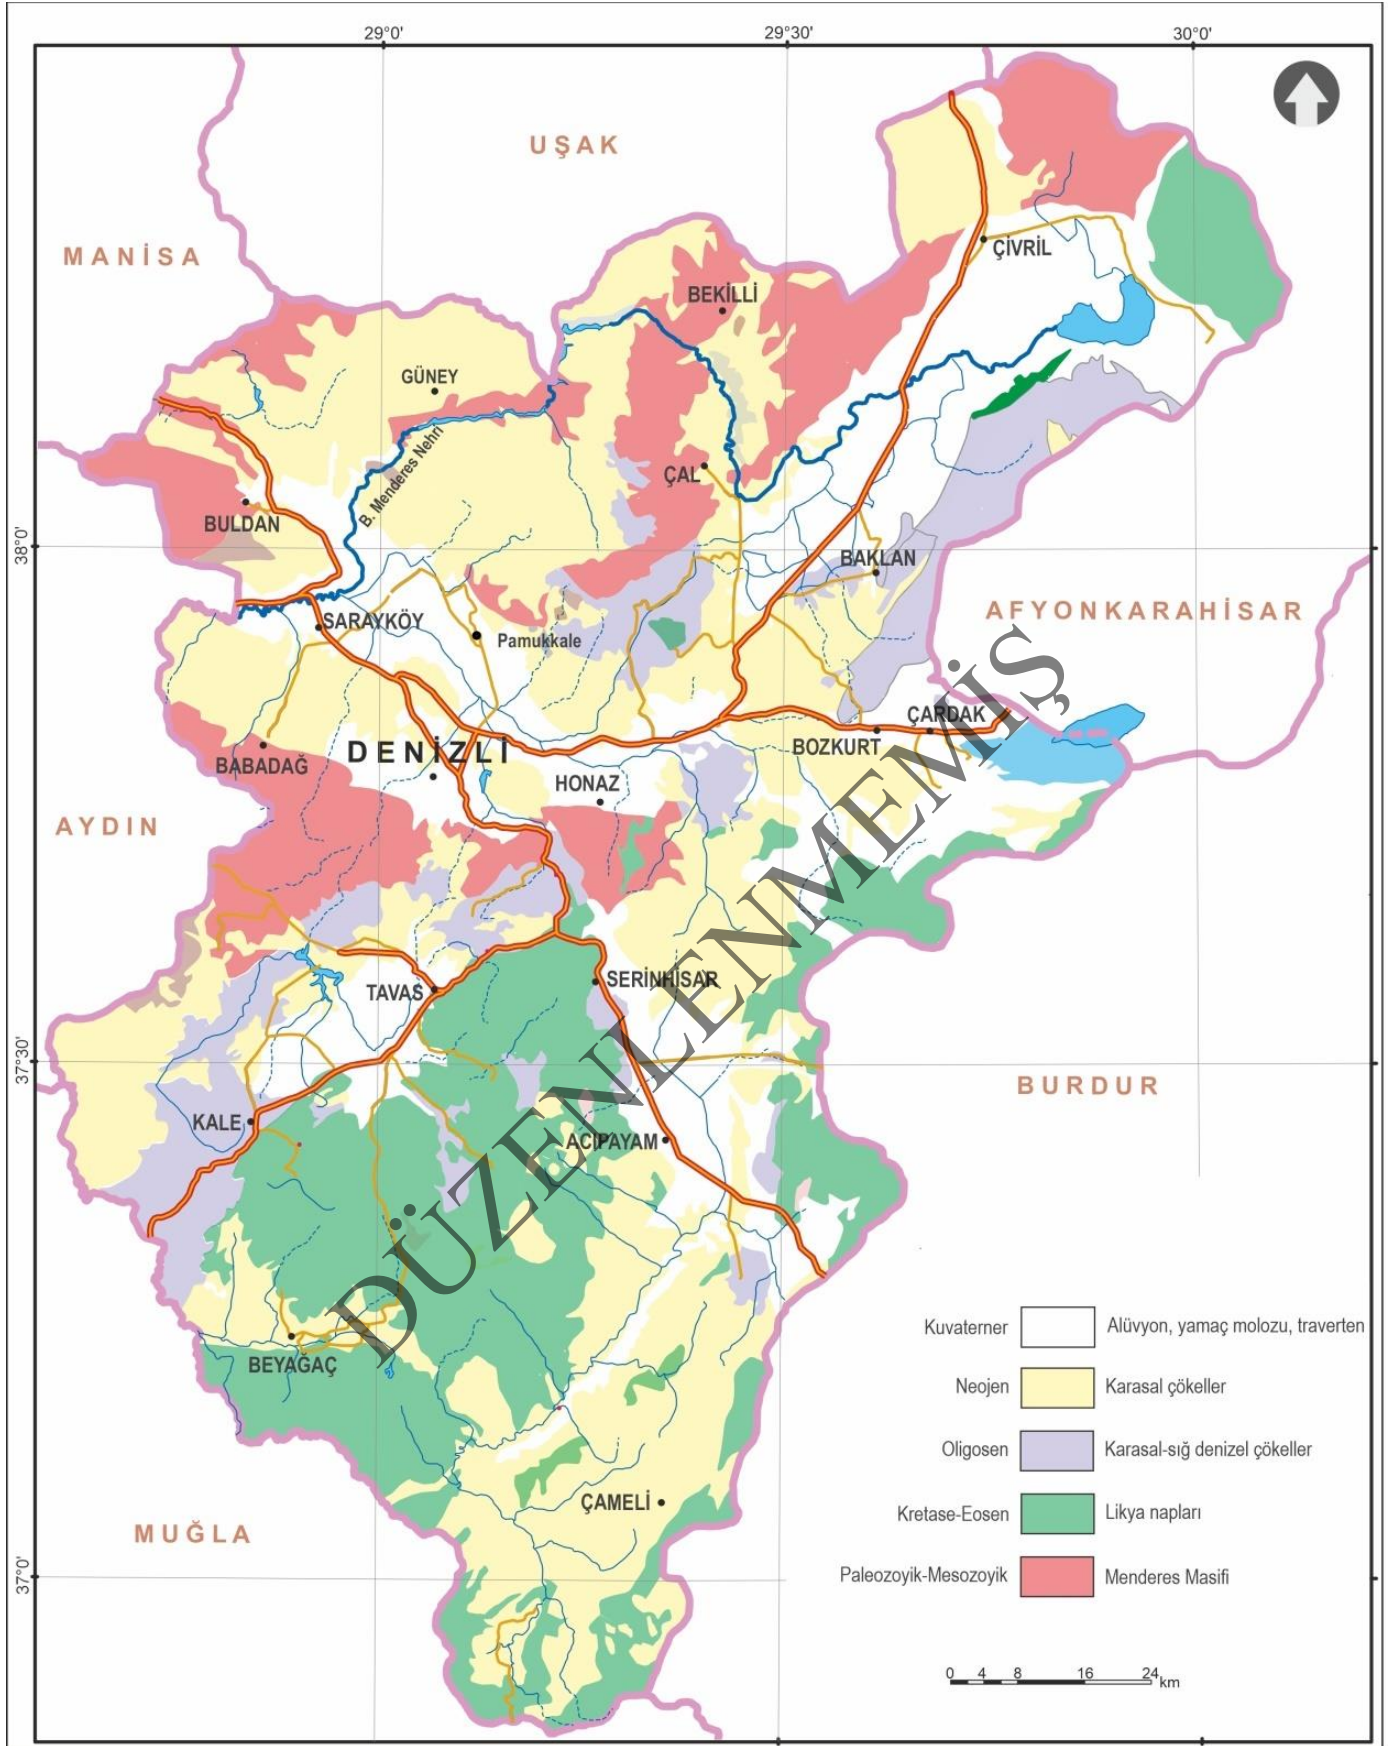 29°0'
29°30'
30°0'
UŞAK
MANİSA
ÇİVRİL
BEKİLLİ
GÜNEY
B. Menderes Nehri
ÇAL
BULDAN
38°0'
BAKLAN
AFYONKARAHİSAR
SARAYKÖY
Pamukkale
ÇARDAK
BOZKURT
DENİZLİ
BABADAĞ
HONAZ
AYDIN
SERİNHİSAR
TAVAS
37°30'
BURDUR
KALE
ACIPAYAM
DÜZENLENMEMİŞ
BEYAĞAÇ
ÇAMELİ
MUĞLA
37°0'
Kuvaterner Alüvyon, yamaç molozu, traverten
Neojen Karasal çökeller
Oligosen Karasal-sığ denizel çökeller
Kretase-Eosen Likya napları
Paleozoyik-Mesozoyik Menderes Masifi
0 4 8 16 24 km